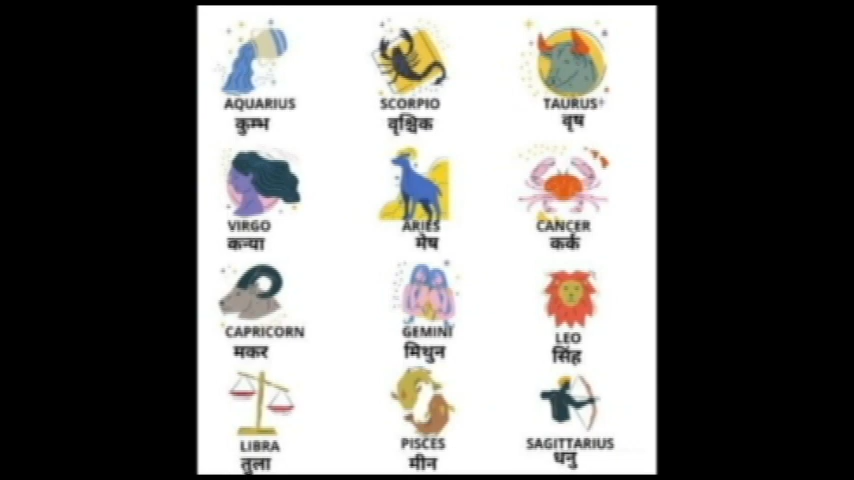 AQUARIUS
कुम्भ
SCORPIO
वृश्चिक
TAURUS
वृष
VIRGO
कन्या
ARIES
मेष
CANCER
कर्क
CAPRICORN
मकर
GEMINI
मिथुन
LEO
सिंह
LIBRA
तुला
PISCES
मीन
SAGITTARIUS
धनु